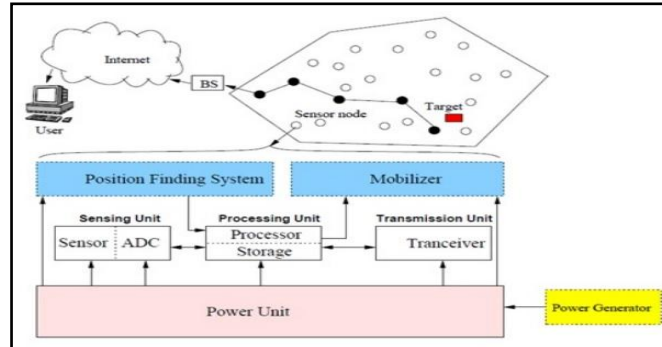 Internet
BS
User
Sensor node
Target
Position Finding System
Mobilizer
Sensing Unit
Processing Unit
Transmission Unit
Sensor
ADC
Processor
Storage
Tranceiver
Power Unit
Power Generator